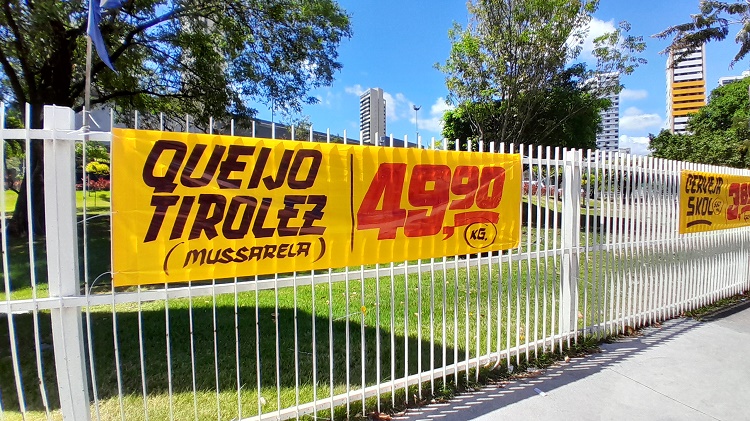 QUEIJO
TIROLEZ
(MUSSARELA)
49,90
KG.
CERVEJA
SKOL